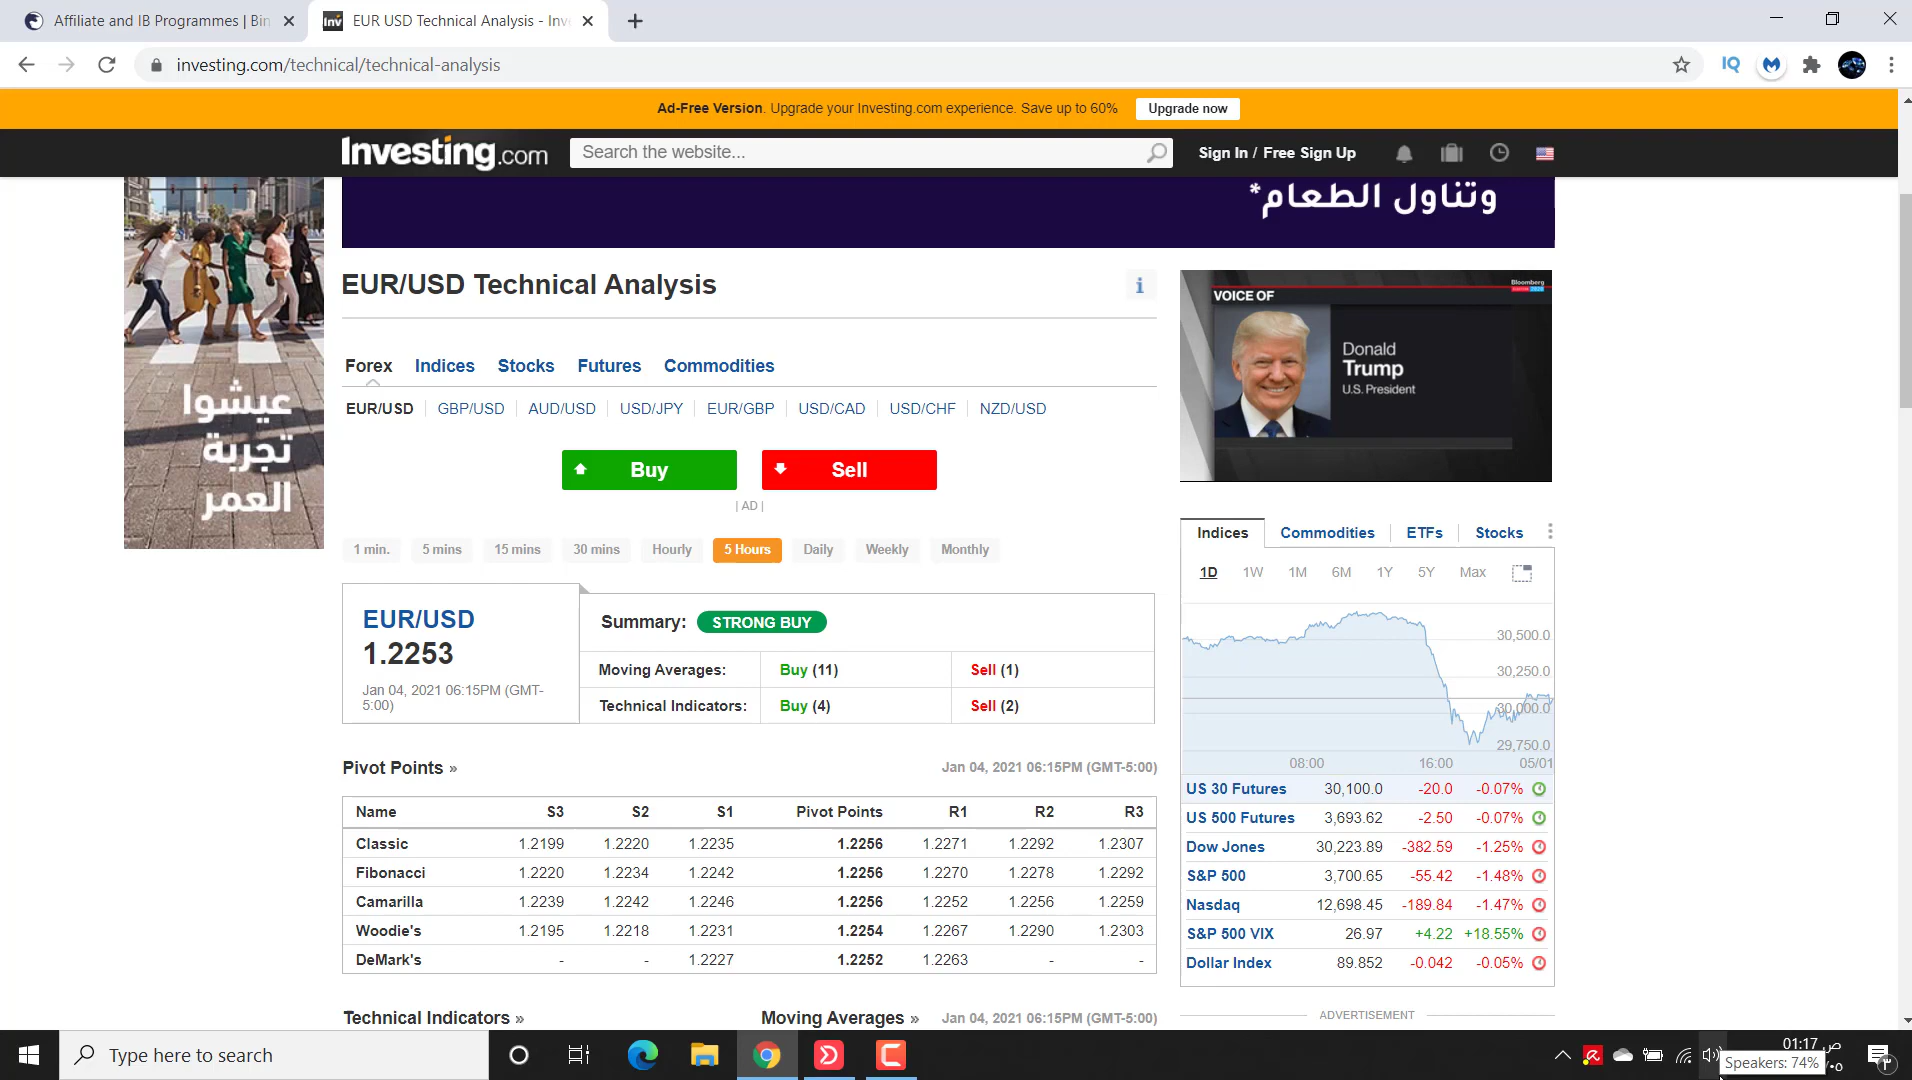 Affiliate and IB Programmes | Bin
EUR USD Technical Analysis - Inv
investing.com/technical/technical-analysis
IQ
Ad-Free Version. Upgrade your Investing.com experience. Save up to 60%
Upgrade now
Investing.com
Search the website...
Sign In / Free Sign Up
وتناول الطعام*
عيشوا
تجربة
العمر
EUR/USD Technical Analysis
i
Forex Indices Stocks Futures Commodities
EUR/USD GBP/USD AUD/USD USD/JPY EUR/GBP USD/CAD USD/CHF NZD/USD
Buy Sell
| AD |
1 min. 5 mins 15 mins 30 mins Hourly 5 Hours Daily Weekly Monthly
EUR/USD
1.2253
Jan 04, 2021 06:15PM (GMT-
5:00)
Summary: STRONG BUY
Moving Averages: Buy (11) Sell (1)
Technical Indicators: Buy (4) Sell (2)
Pivot Points » Jan 04, 2021 06:15PM (GMT-5:00)
Name S3 S2 S1 Pivot Points R1 R2 R3
Classic 1.2199 1.2220 1.2235 1.2256 1.2271 1.2292 1.2307
Fibonacci 1.2220 1.2234 1.2242 1.2256 1.2270 1.2278 1.2292
Camarilla 1.2239 1.2242 1.2246 1.2256 1.2252 1.2256 1.2259
Woodie's 1.2195 1.2218 1.2231 1.2254 1.2267 1.2290 1.2303
DeMark's - - 1.2227 1.2252 1.2263 - -
Technical Indicators » Moving Averages » Jan 04, 2021 06:15PM (GMT-5:00)
VOICE OF
Bloomberg
Donald
Trump
U.S. President
Indices Commodities ETFs Stocks
1D 1W 1M 6M 1Y 5Y Max
30,500.0
30,250.0
30,000.0
29,750.0
08:00 16:00 05/01
US 30 Futures 30,100.0 -20.0 -0.07%
US 500 Futures 3,693.62 -2.50 -0.07%
Dow Jones 30,223.89 -382.59 -1.25%
S&P 500 3,700.65 -55.42 -1.48%
Nasdaq 12,698.45 -189.84 -1.47%
S&P 500 VIX 26.97 +4.22 +18.55%
Dollar Index 89.852 -0.042 -0.05%
ADVERTISEMENT
Type here to search
01:17 ص
Speakers: 74%
٣